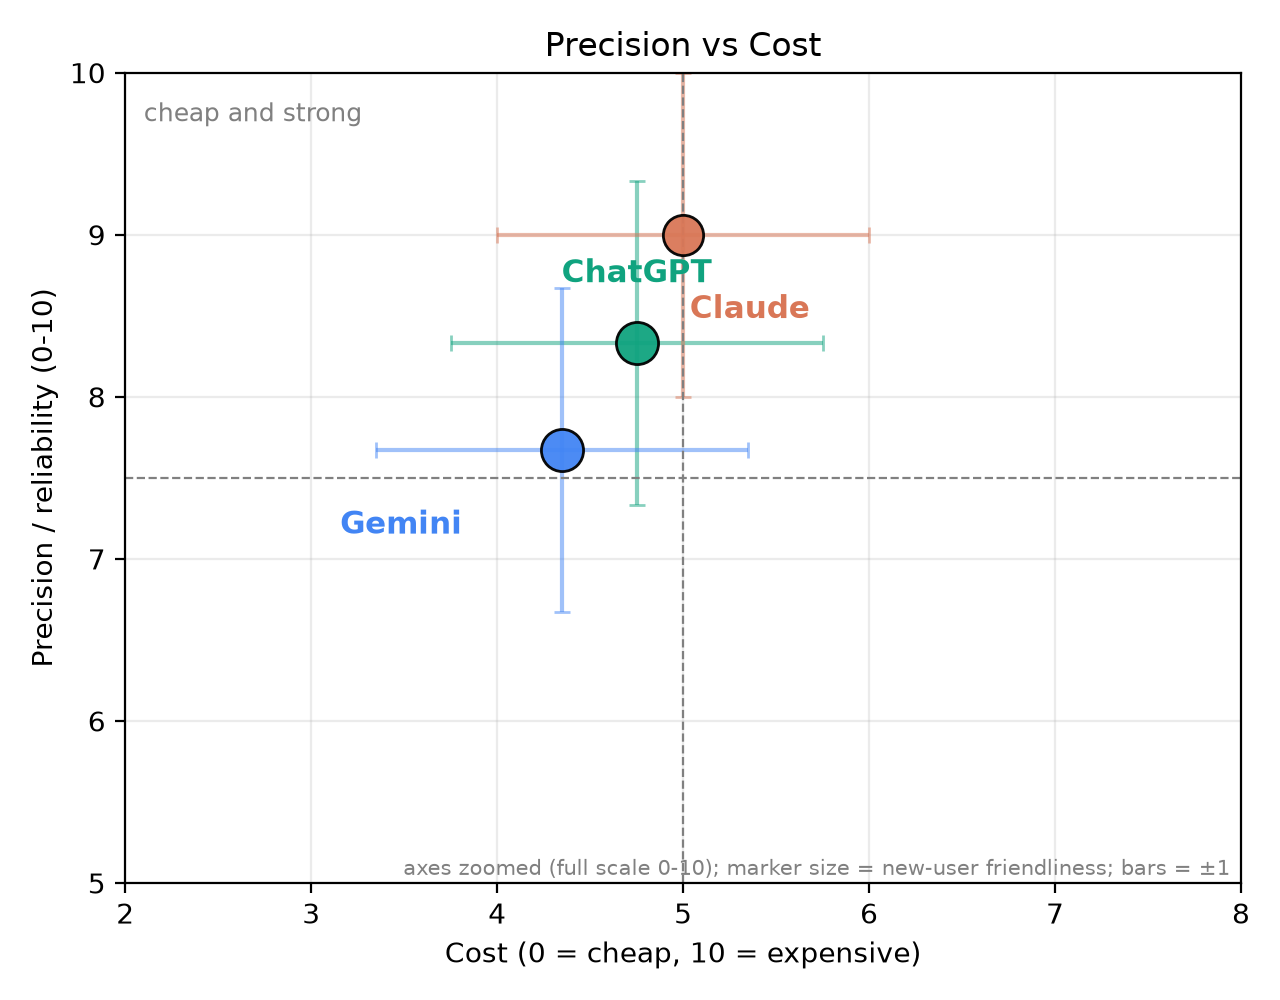 Precision vs Cost
10
cheap and strong
9
ChatGPT
Claude
8
Gemini
7
6
axes zoomed (full scale 0-10); marker size = new-user friendliness; bars = ±1
5
2 3 4 5 6 7 8
Cost (0 = cheap, 10 = expensive)
Precision / reliability (0-10)